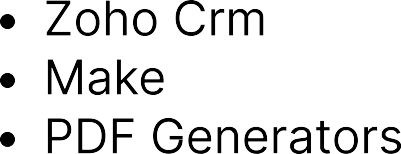 • Zoho Crm
• Make
• PDF Generators